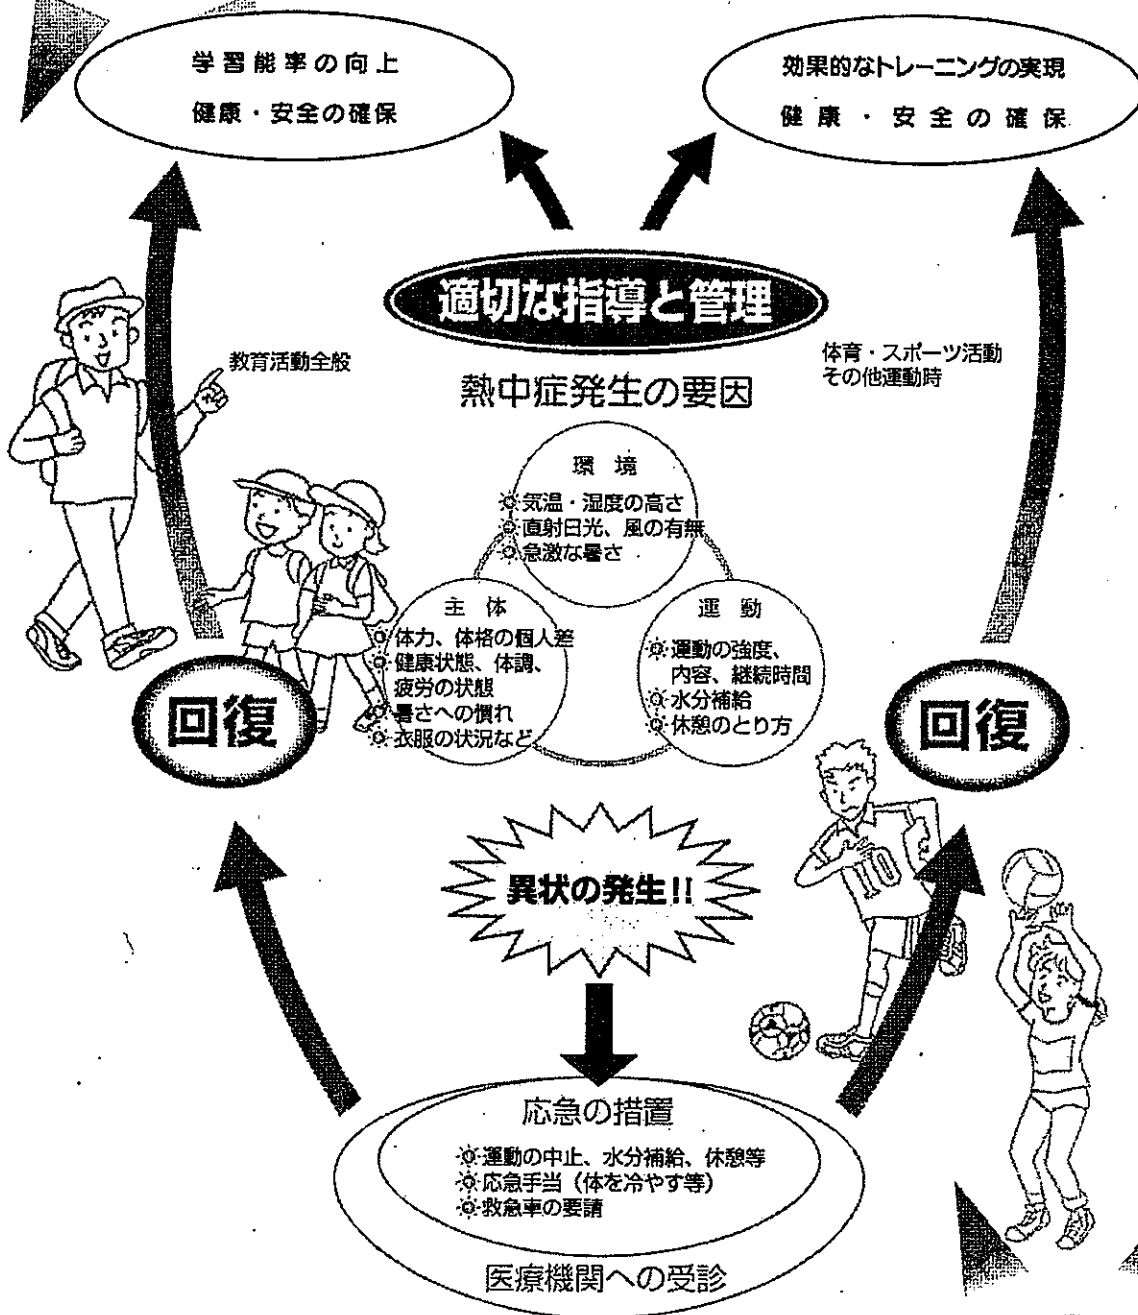 学習能率の向上
健康・安全の確保
効果的なトレーニングの実現
健康・安全の確保
適切な指導と管理
教育活動全般
体育・スポーツ活動
その他運動時
熱中症発生の要因
環境
気温・湿度の高さ
直射日光、風の有無
急激な暑さ
主体
体力、体格の個人差
健康状態、体調、
疲労の状態
暑さへの慣れ
衣服の状況など
運動
運動の強度、
内容、継続時間
水分補給
休憩のとり方
回復
回復
10
異状の発生!!
応急の措置
運動の中止、水分補給、休憩等
応急手当（体を冷やす等）
救急車の要請
医療機関への受診